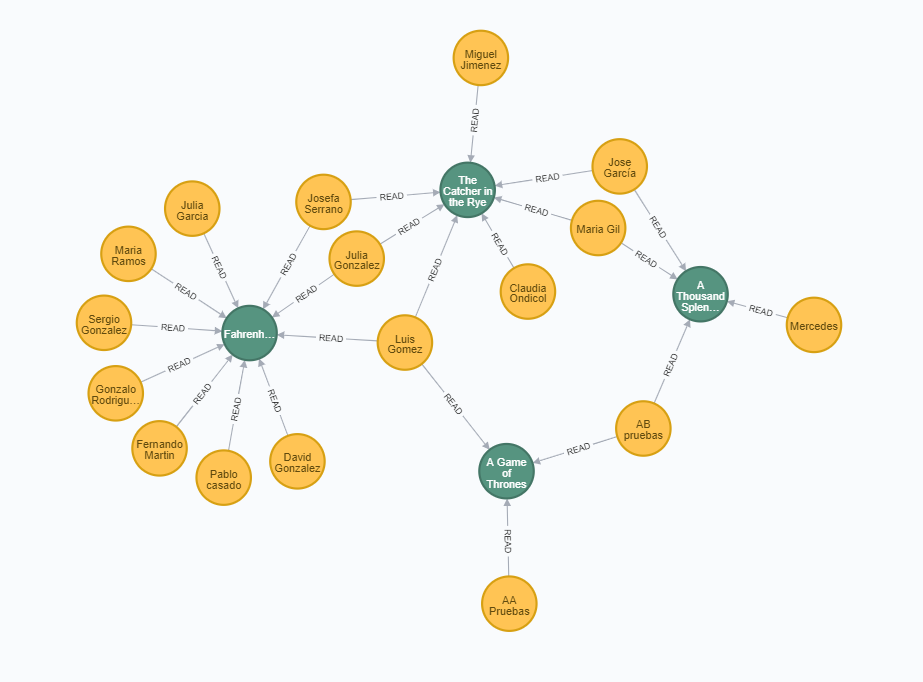 Miguel
Jimenez
READ
The
Catcher in
the Rye
Jose
García
READ
READ
Josefa
Serrano
READ
READ
Julia
Garcia
READ
Maria Gil
READ
READ
Julia
Gonzalez
READ
READ
Maria
Ramos
READ
Claudia
Ondicol
READ
READ
A
Thousand
Splen...
Mercedes
READ
Sergio
Gonzalez
READ
Fahrenh...
READ
Luis
Gomez
READ
Gonzalo
Rodrigu...
READ
Fernando
Martin
READ
Pablo
casado
READ
David
Gonzalez
READ
AB
pruebas
READ
READ
A Game
of
Thrones
READ
AA
Pruebas